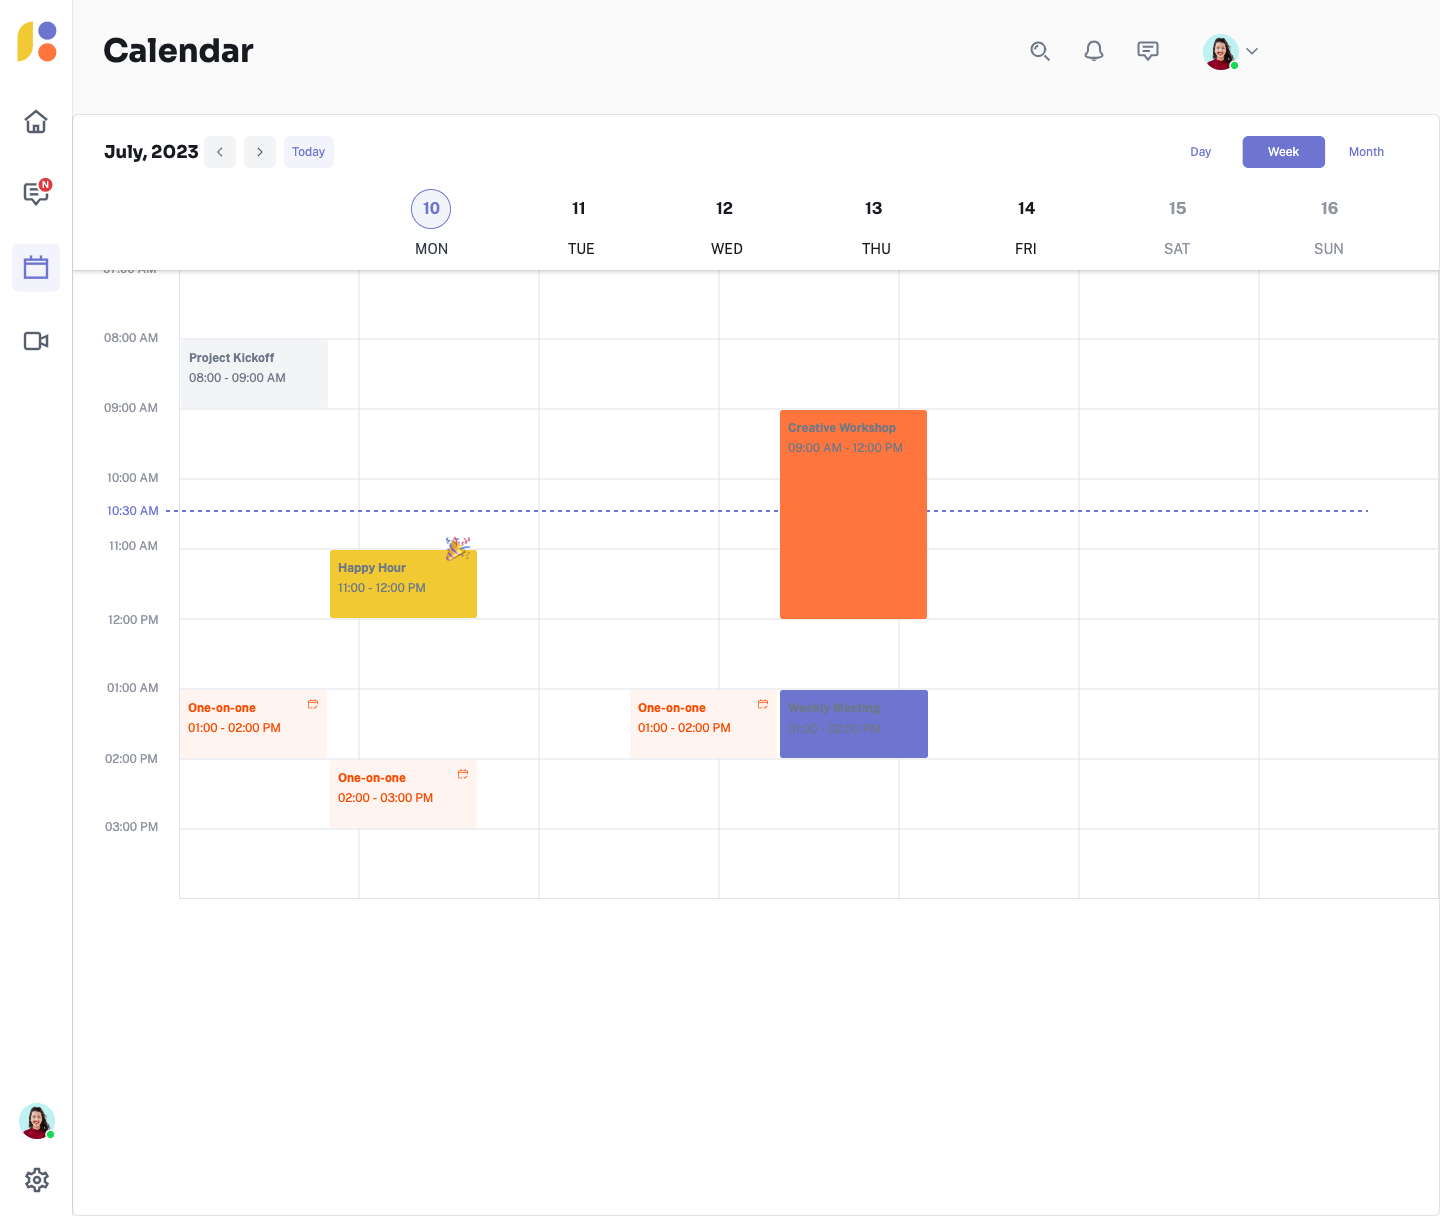 Calendar
N
July, 2023
Today
Day
Week
Month
10 11 12 13 14 15 16
MON TUE WED THU FRI SAT SUN
08:00 AM
Project Kickoff
08:00 - 09:00 AM
09:00 AM
Creative Workshop
09:00 AM - 12:00 PM
10:00 AM
10:30 AM
11:00 AM
Happy Hour
11:00 - 12:00 PM
12:00 PM
01:00 AM
One-on-one
01:00 - 02:00 PM
One-on-one
01:00 - 02:00 PM
Weekly Meeting
01:00 - 02:00 PM
02:00 PM
One-on-one
02:00 - 03:00 PM
03:00 PM